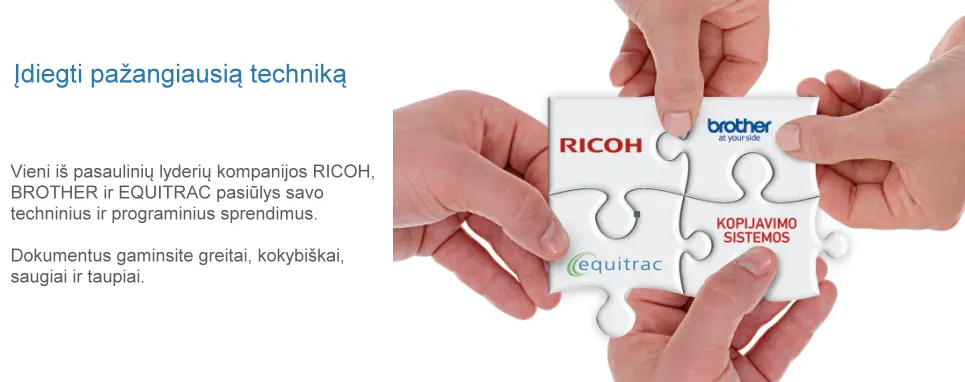 Įdiegti pažangiausią techniką
Vieni iš pasaulinių lyderių kompanijos RICOH,
BROTHER ir EQUITRAC pasiūlys savo
techninius ir programinius sprendimus.
Dokumentus gaminsite greitai, kokybiškai,
saugiai ir taupiai.
RICOH
brother
at your side
equitrac
KOPIJAVIMO
SISTEMOS